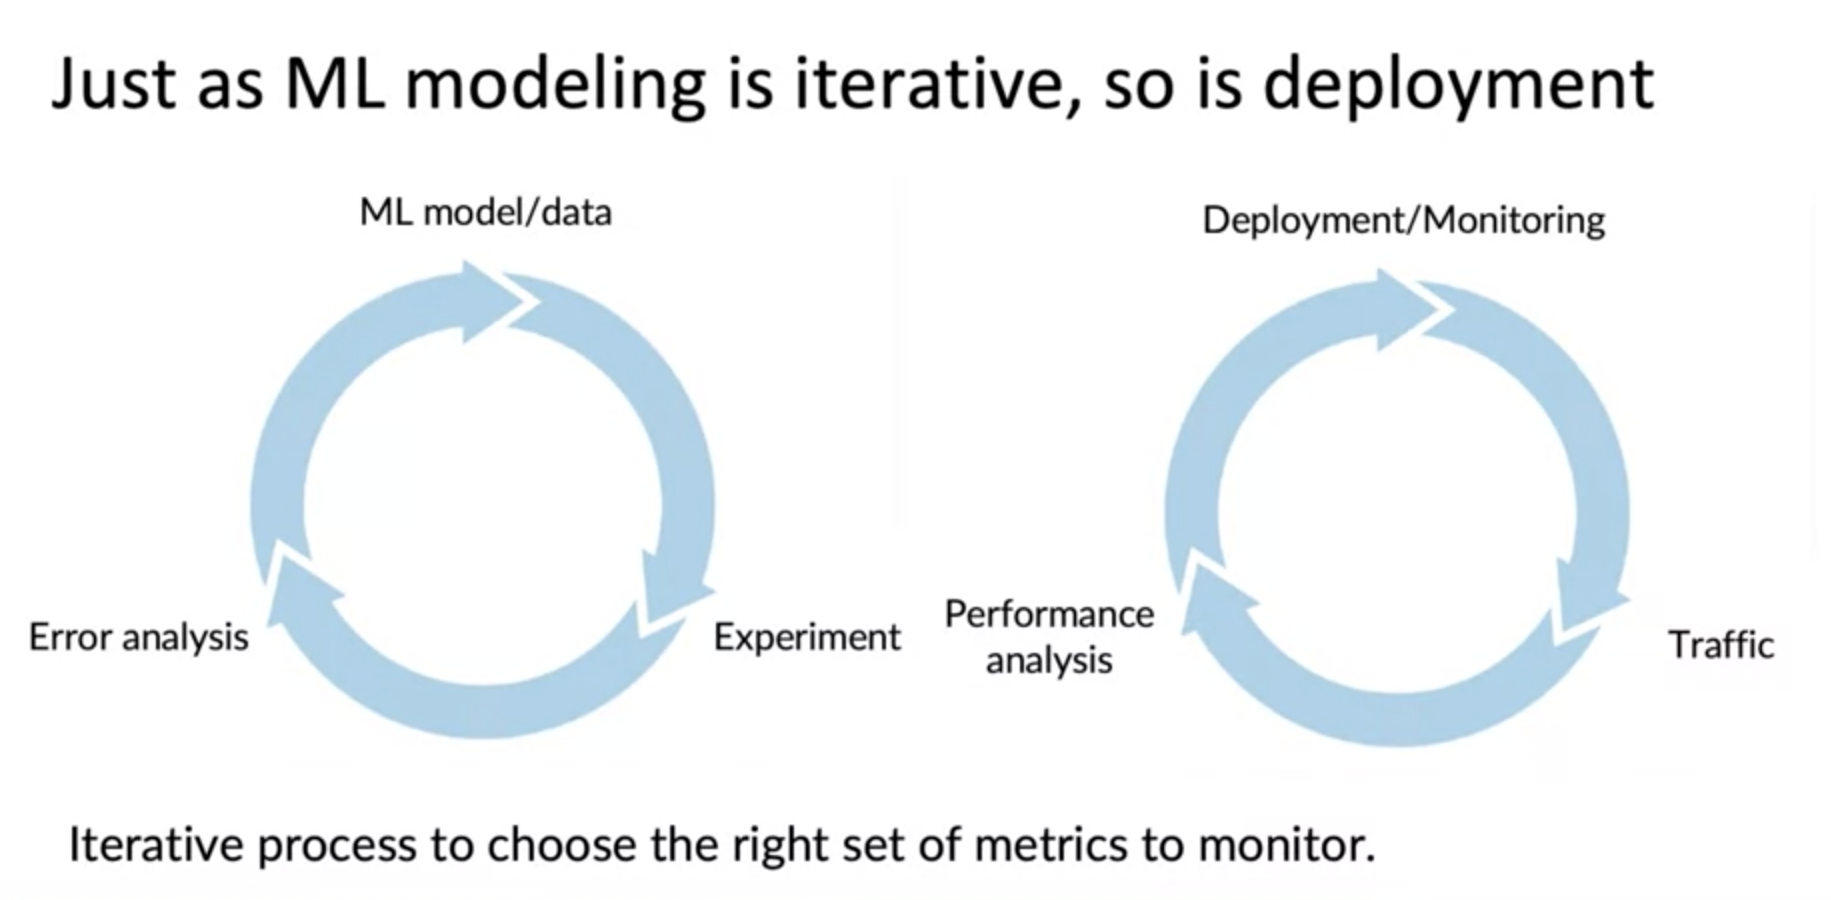 Just as ML modeling is iterative, so is deployment
ML model/data
Experiment
Error analysis
Deployment/Monitoring
Traffic
Performance
analysis
Iterative process to choose the right set of metrics to monitor.